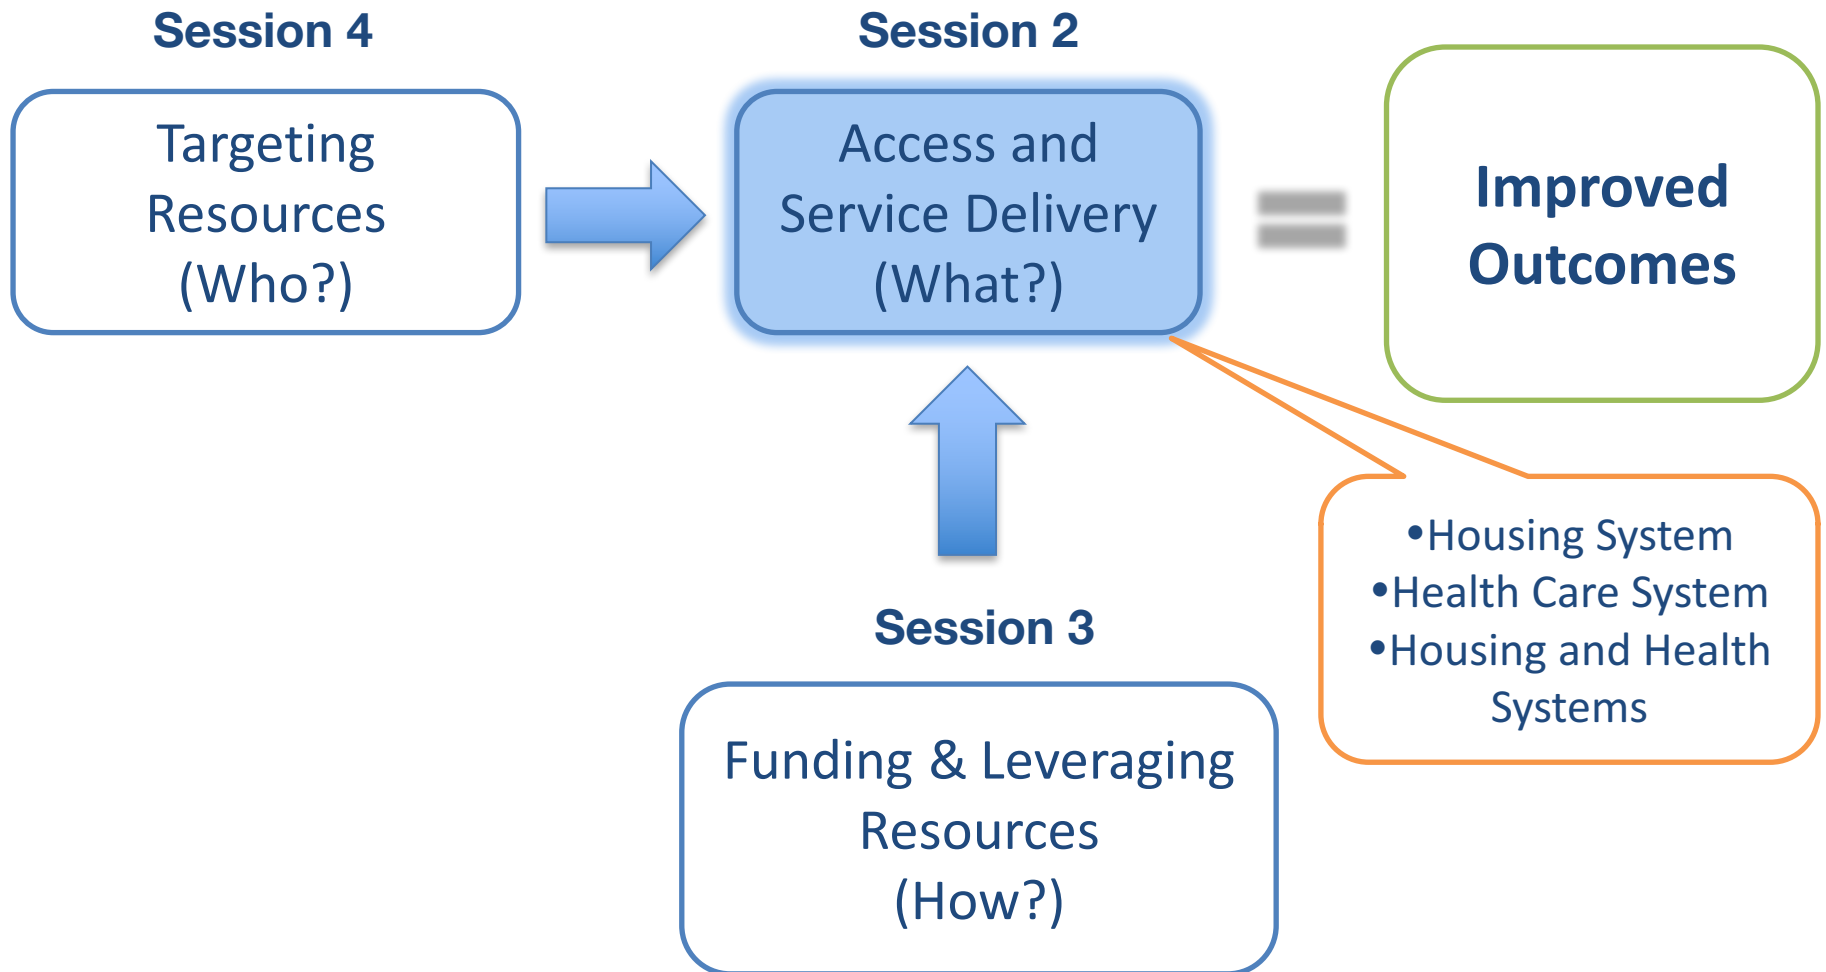 Session 4
Targeting
Resources
(Who?)
Session 2
Access and
Service Delivery
(What?)
Improved
Outcomes
•Housing System
•Health Care System
•Housing and Health
Systems
Session 3
Funding & Leveraging
Resources
(How?)